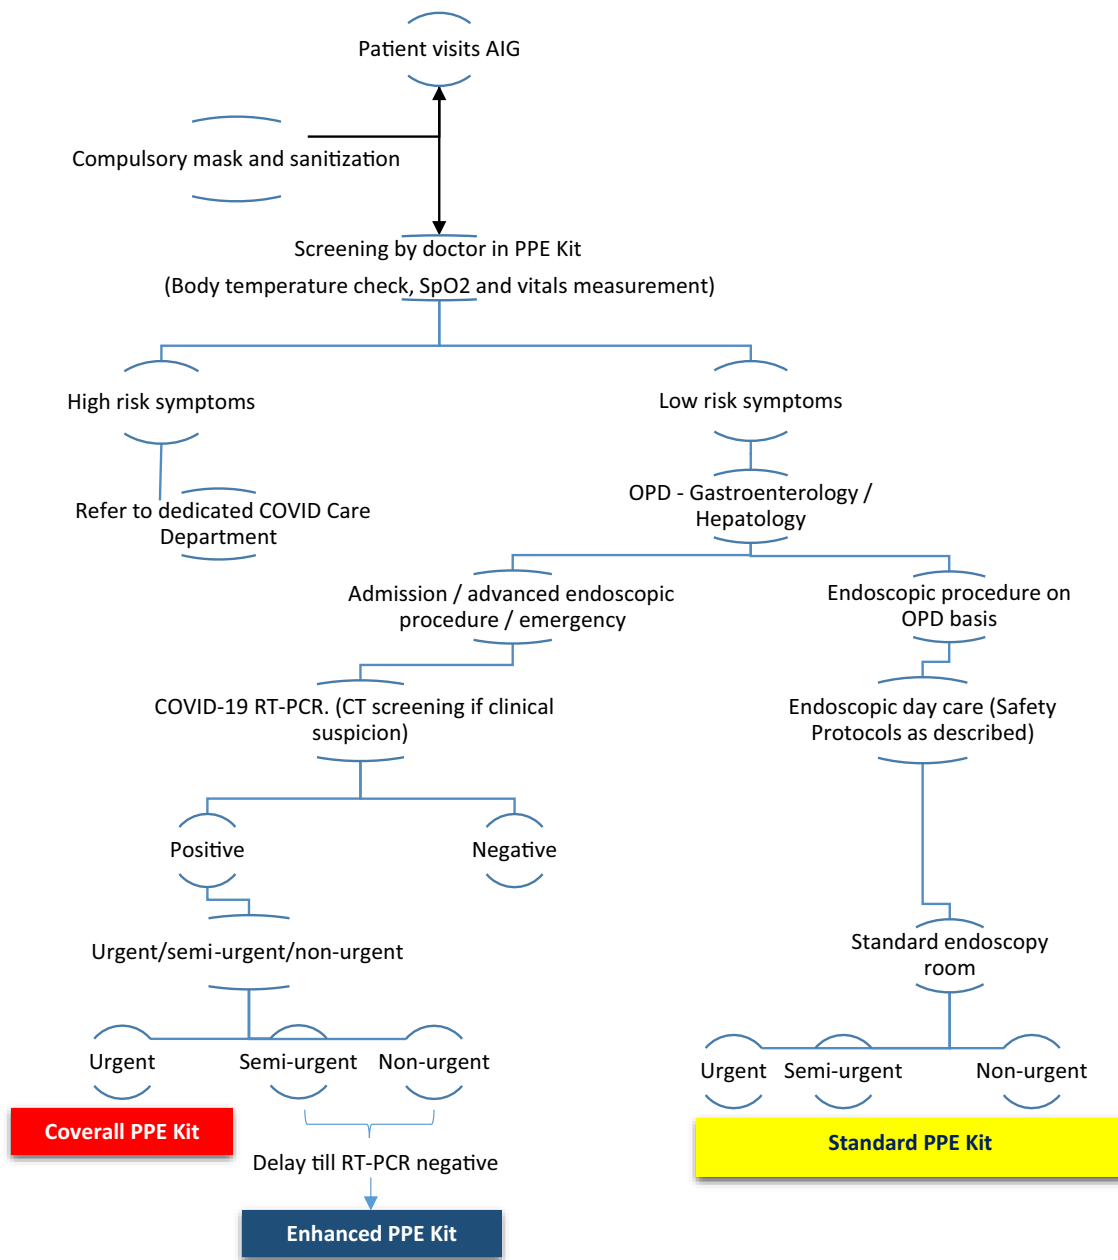 Patient visits AIG
Compulsory mask and sanitization
Screening by doctor in PPE Kit
(Body temperature check, SpO2 and vitals measurement)
High risk symptoms
Low risk symptoms
Refer to dedicated COVID Care
Department
OPD - Gastroenterology /
Hepatology
Admission / advanced endoscopic
procedure / emergency
Endoscopic procedure on
OPD basis
COVID-19 RT-PCR. (CT screening if clinical
suspicion)
Endoscopic day care (Safety
Protocols as described)
Positive
Negative
Urgent/semi-urgent/non-urgent
Standard endoscopy
room
Urgent
Semi-urgent
Non-urgent
Urgent
Semi-urgent
Non-urgent
Coverall PPE Kit
Standard PPE Kit
Delay till RT-PCR negative
Enhanced PPE Kit